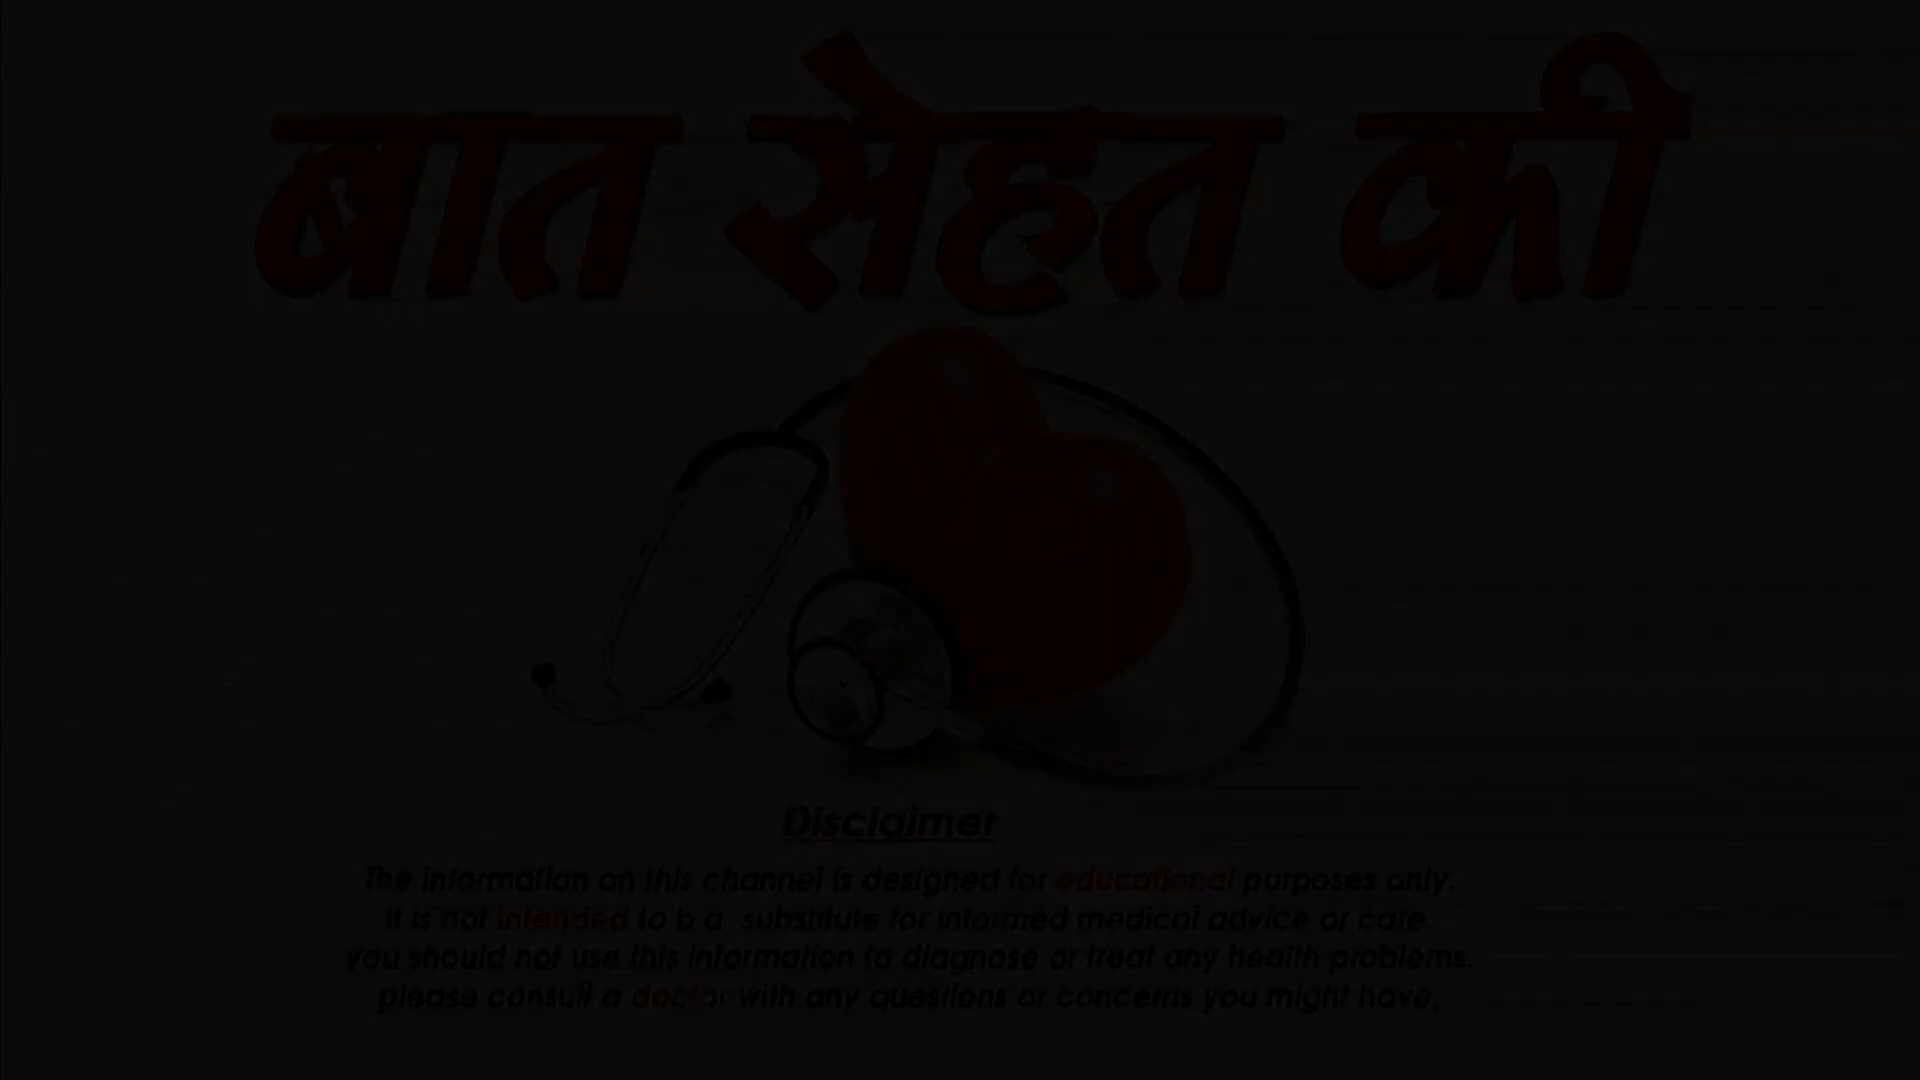 बात सेहत की
Disclaimer
The information on this channel is designed for educational purposes only.
it is not intended to b a substitute for informed medical advice or care.
you should not use this information to diagnose or treat any health problems.
please consult a doctor with any questions or concerns you might have.